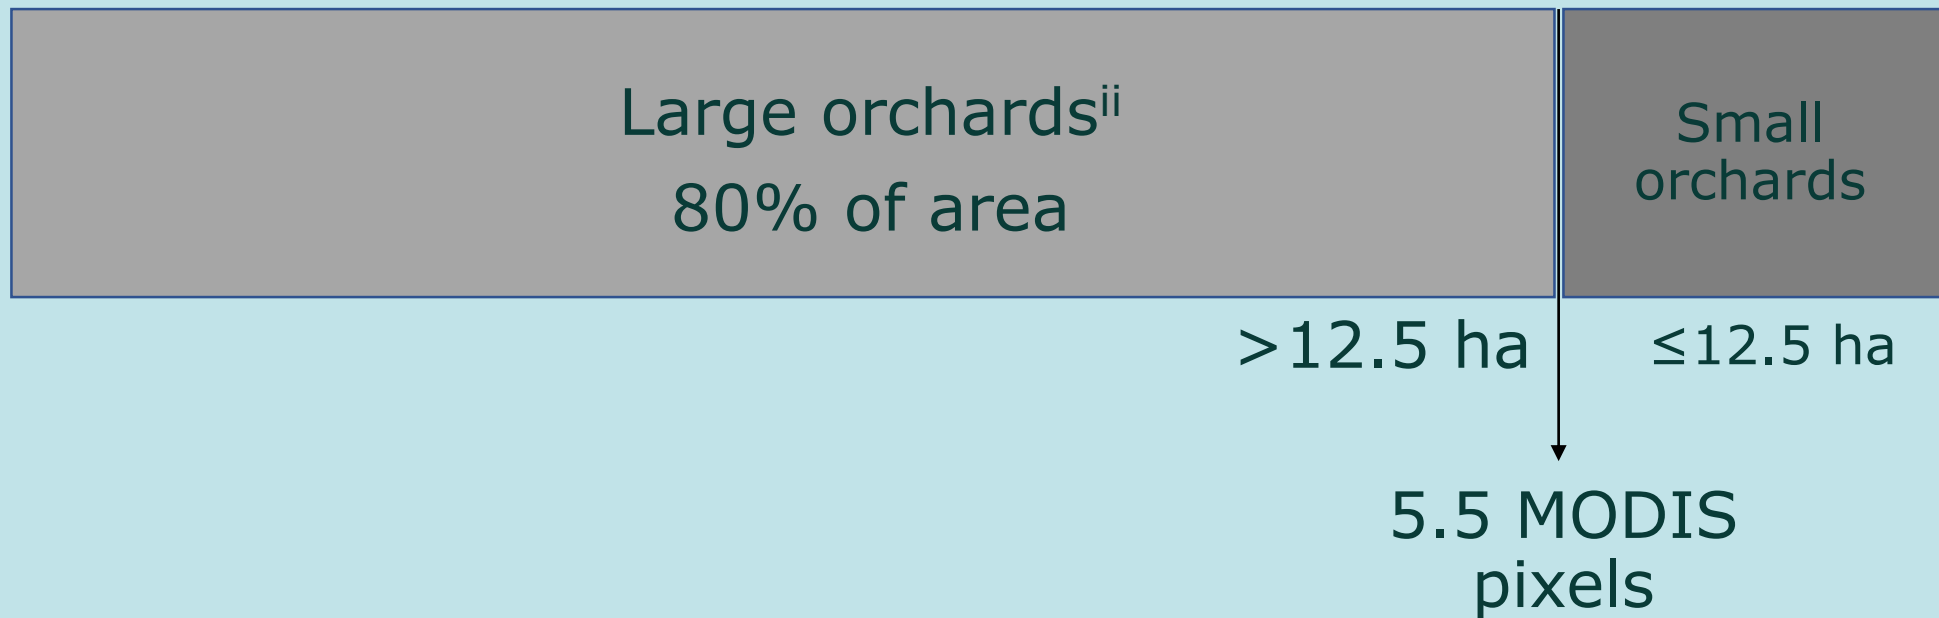 Large orchardsⁱⁱ
80% of area
Small
orchards
>12.5 ha
≤12.5 ha
5.5 MODIS
pixels